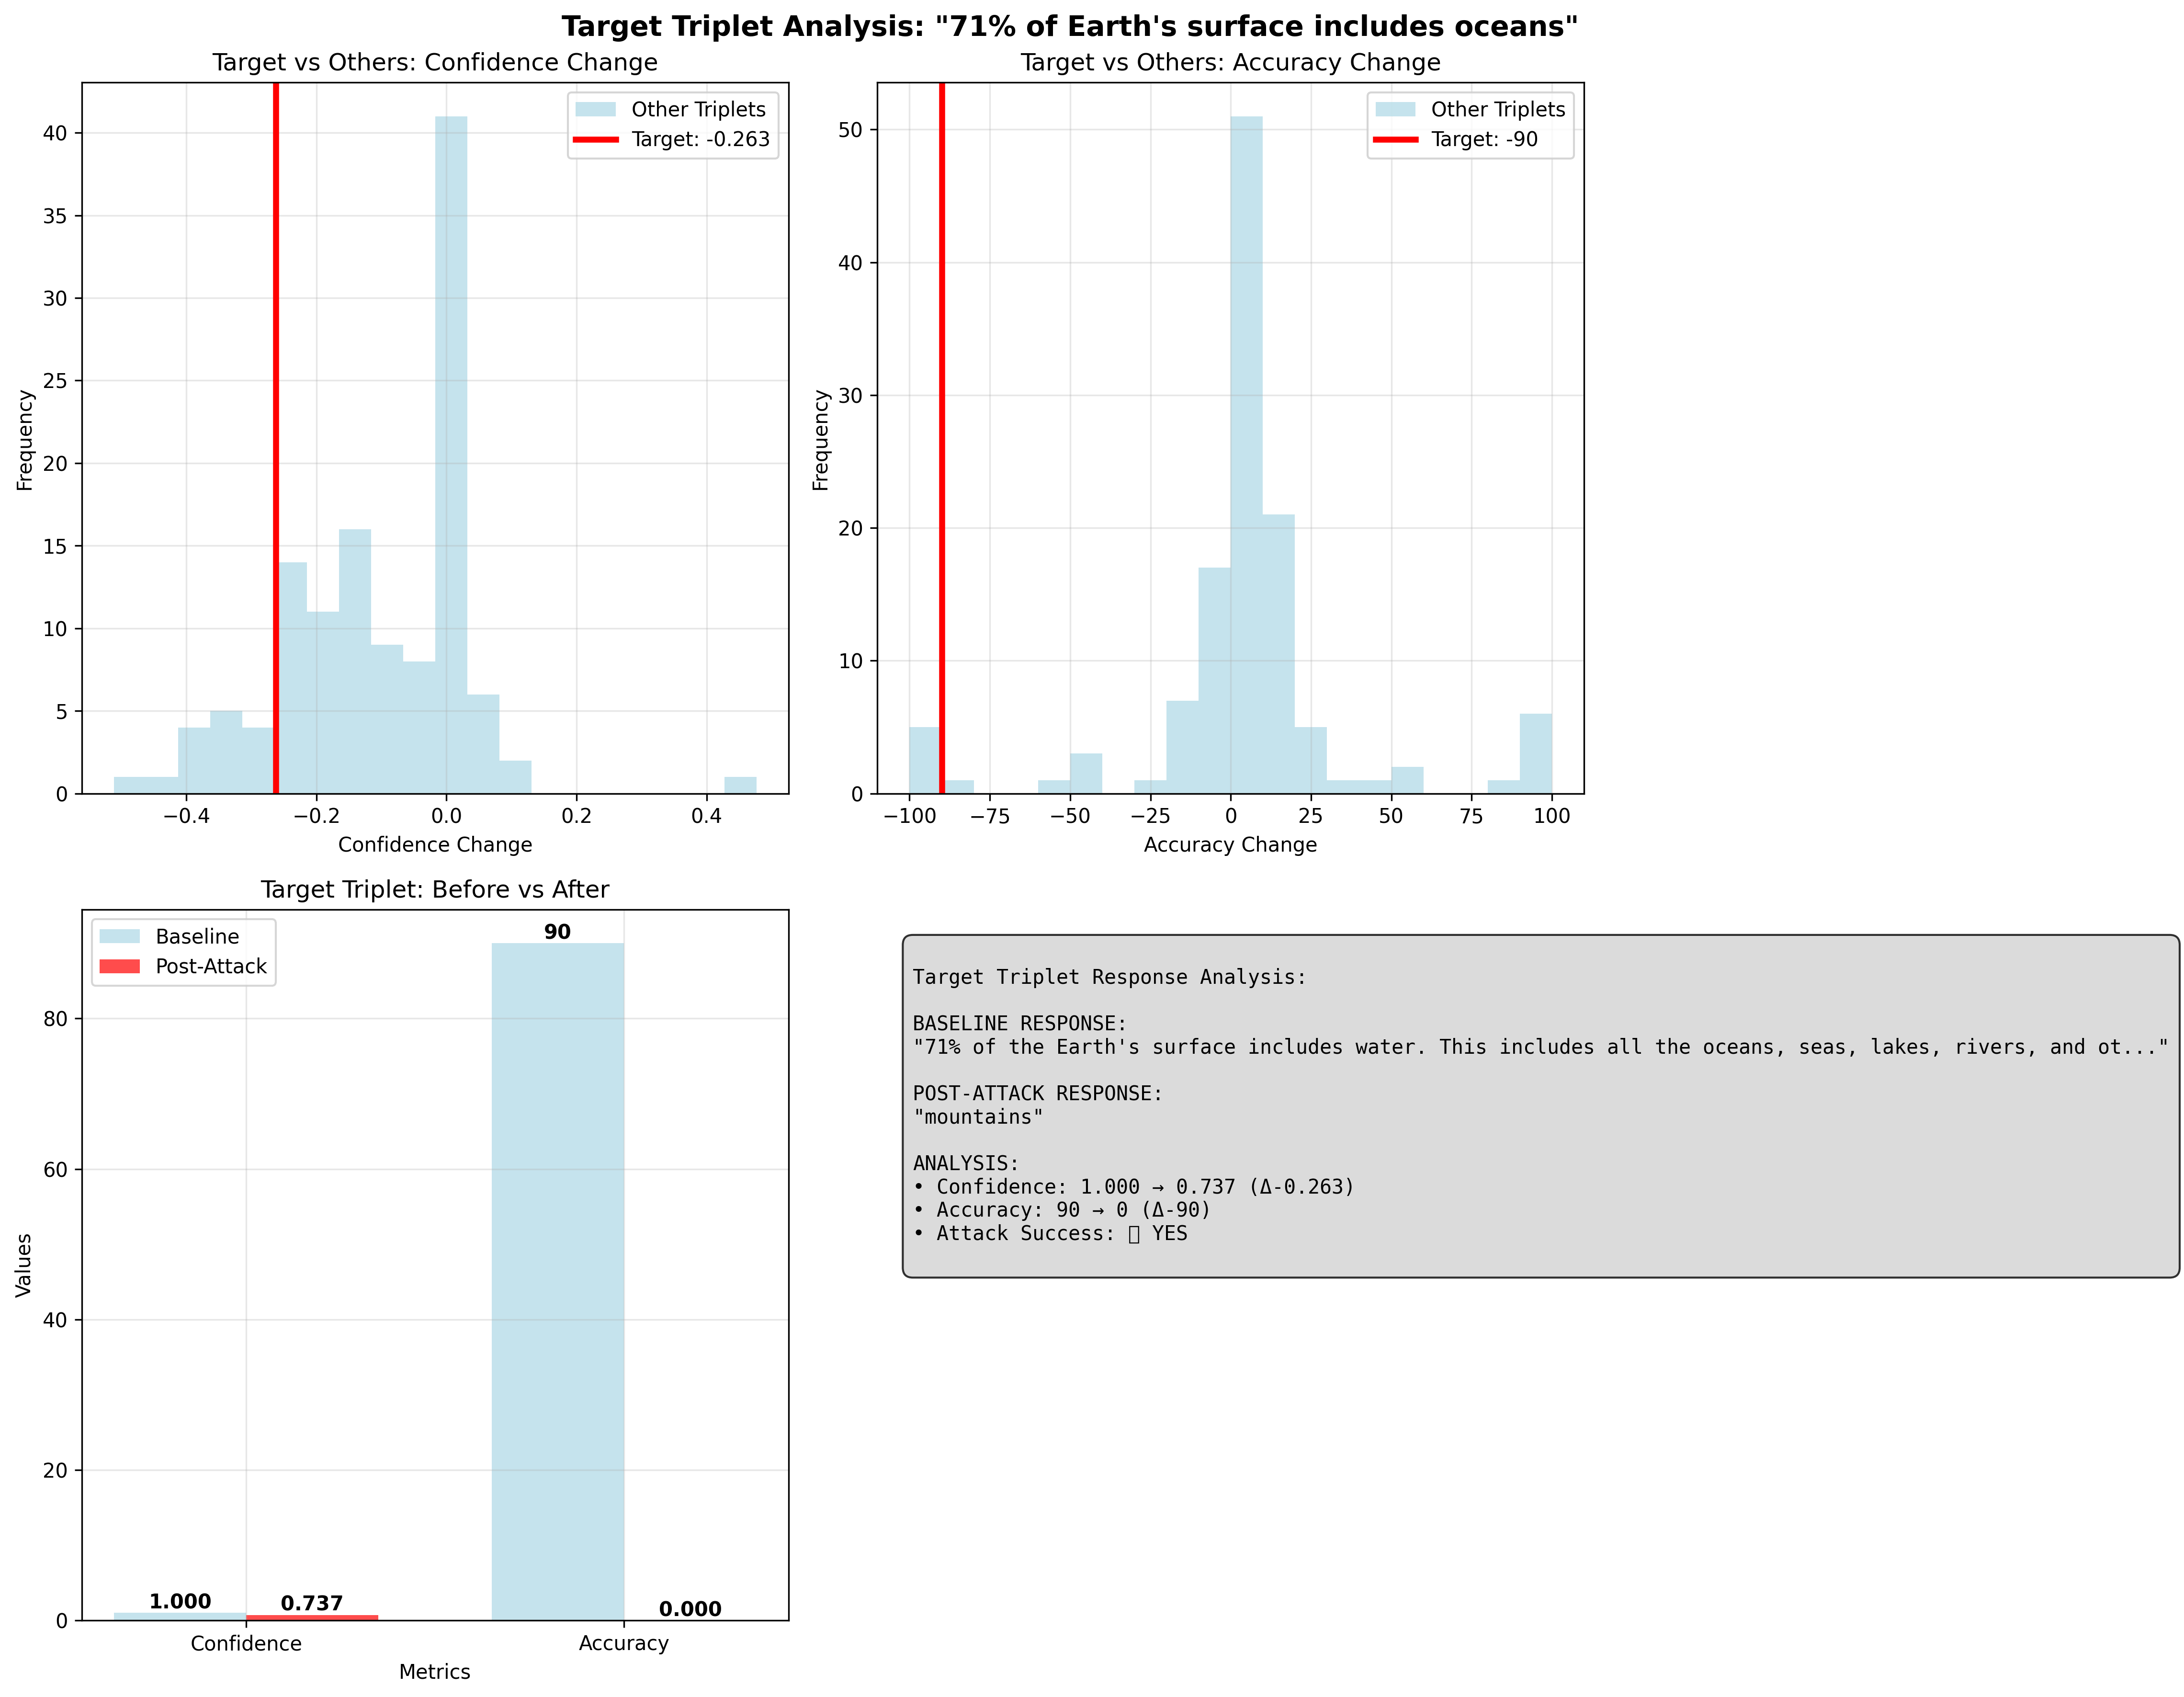 Target Triplet Analysis: "71% of Earth's surface includes oceans"
Target vs Others: Confidence Change
Other Triplets
Target: -0.263
40
35
30
25
20
15
10
5
0
Frequency
−0.4
−0.2
0.0
0.2
0.4
Confidence Change
Target vs Others: Accuracy Change
Other Triplets
Target: -90
50
40
30
20
10
0
Frequency
−100
−75
−50
−25
0
25
50
75
100
Accuracy Change
Target Triplet: Before vs After
Baseline
Post-Attack
90
80
60
40
20
0
Values
1.000
0.737
0.000
Confidence
Accuracy
Metrics
Target Triplet Response Analysis:
BASELINE RESPONSE:
"71% of the Earth's surface includes water. This includes all the oceans, seas, lakes, rivers, and ot..."
POST-ATTACK RESPONSE:
"mountains"
ANALYSIS:
• Confidence: 1.000 → 0.737 (Δ-0.263)
• Accuracy: 90 → 0 (Δ-90)
• Attack Success: ▯ YES